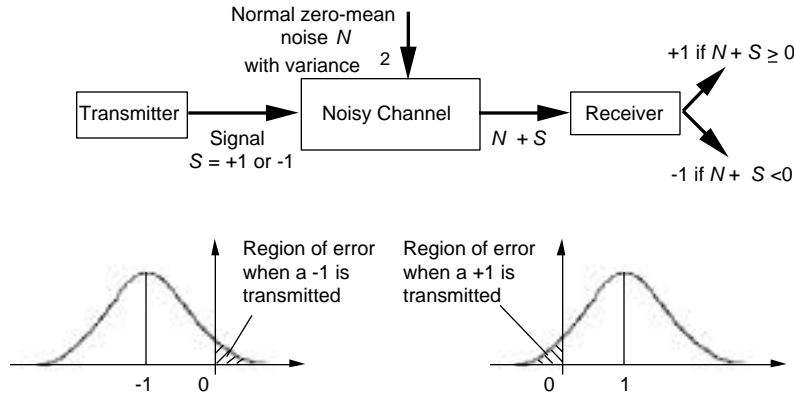 Normal zero-mean
noise N
with variance 2
+1 if N + S ≥ 0
Transmitter
Noisy Channel
Receiver
Signal
S = +1 or -1
N + S
-1 if N + S <0
Region of error
when a -1 is
transmitted
Region of error
when a +1 is
transmitted
-1
0
0
1